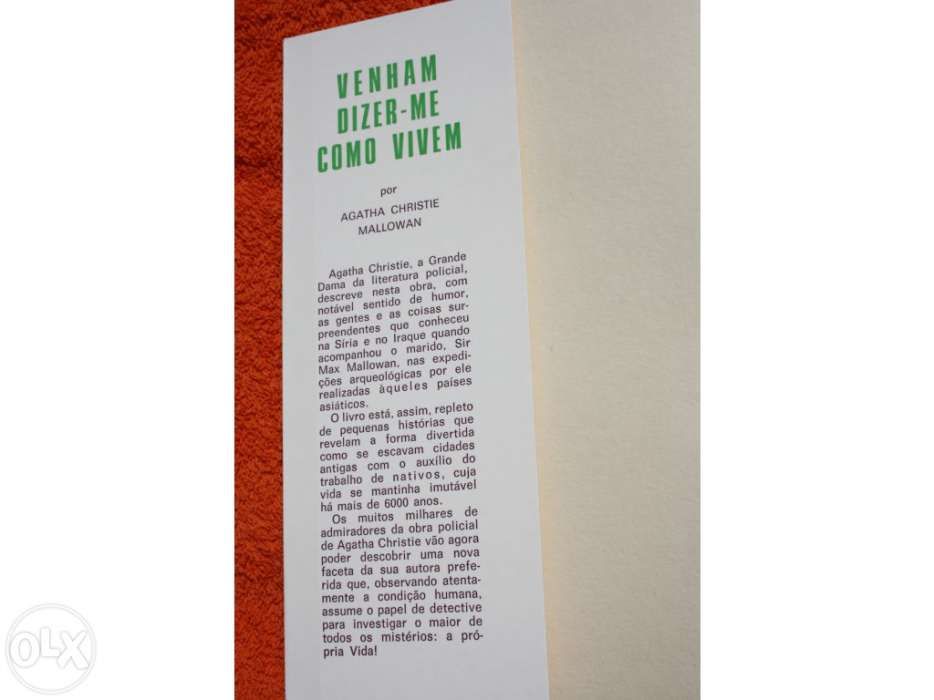 VENHAM
DIZER-ME
COMO VIVEM
por
AGATHA CHRISTIE
MALLOWAN
Agatha Christie, a Grande
Dama da literatura policial,
descreve nesta obra, com
notável sentido de humor,
as gentes e as coisas sur-
preendentes que conheceu
na Síria e no Iraque quando
acompanhou o marido, Sir
Max Mallowan, nas expedi-
ções arqueológicas por ele
realizadas àqueles países
asiáticos.
O livro está, assim, repleto
de pequenas histórias que
revelam a forma divertida
como se escavam cidades
antigas com o auxílio do
trabalho de nativos, cuja
vida se mantinha imutável
há mais de 6000 anos.
Os muitos milhares de
admiradores da obra policial
de Agatha Christie vão agora
poder descobrir uma nova
faceta da sua autora prefe-
rida que, observando atenta-
mente a condição humana,
assume o papel de detective
para investigar o maior de
todos os mistérios: a pró-
pria Vida!
OLX